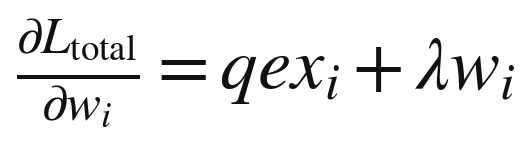 ∂L_total/∂w_i = qex_i + λw_i